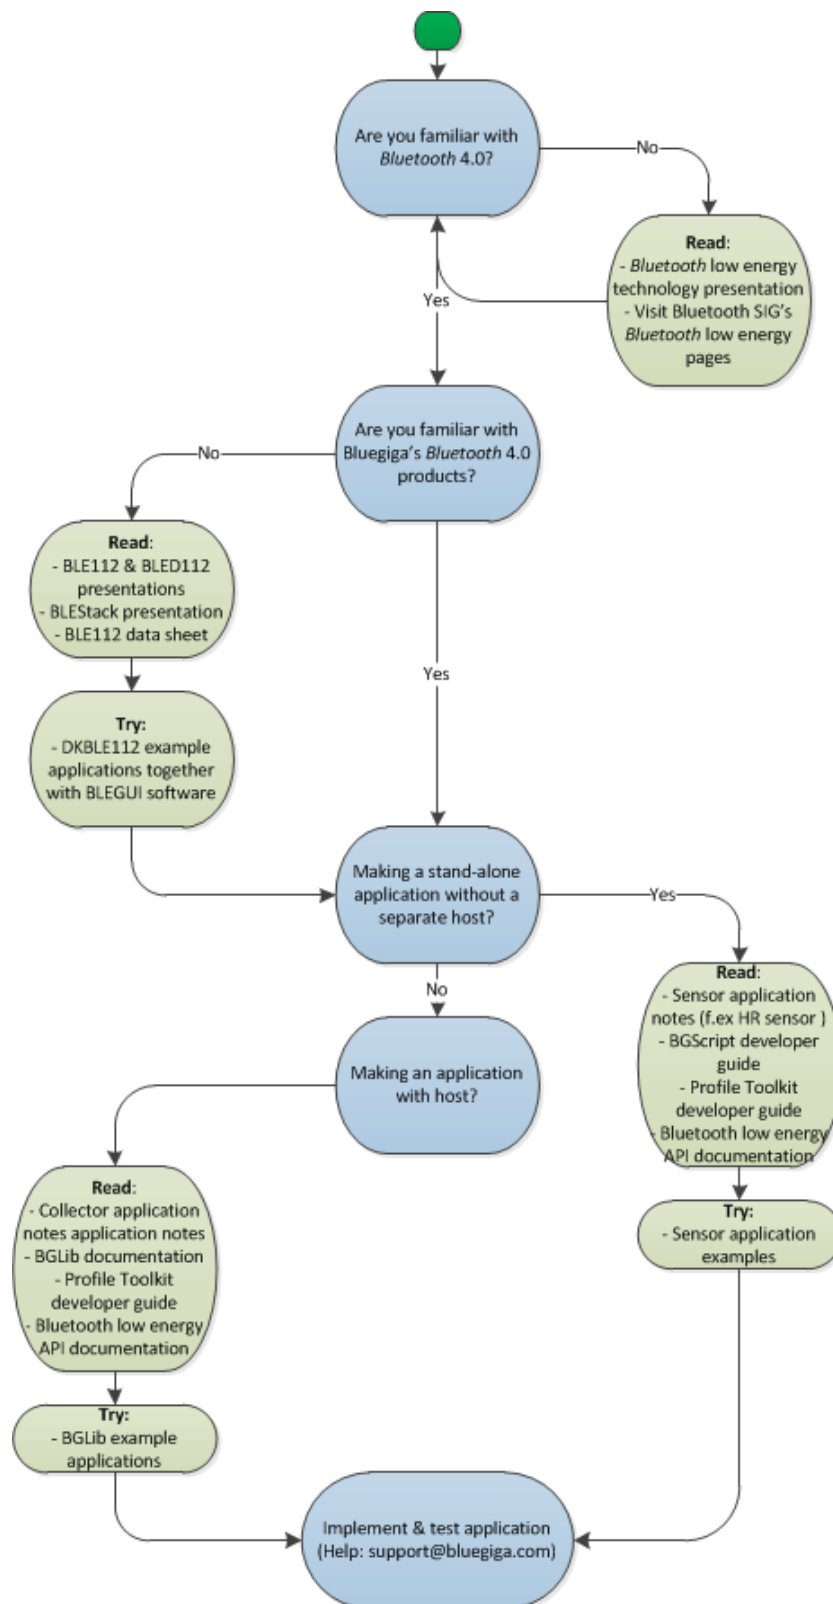 Are you familiar with
Bluetooth 4.0?
No
Read:
- Bluetooth low energy
technology presentation
- Visit Bluetooth SIG's
Bluetooth low energy
pages
Yes
Are you familiar with
Bluegiga's Bluetooth 4.0
products?
No
Read:
- BLE112 & BLED112
presentations
- BLEStack presentation
- BLE112 data sheet
Yes
Try:
- DKBLE112 example
applications together
with BLEGUI software
Making a stand-alone
application without a
separate host?
Yes
No
Read:
- Sensor application
notes (f.ex HR sensor )
- BGScript developer
guide
- Profile Toolkit
developer guide
- Bluetooth low energy
API documentation
Making an application
with host?
Read:
- Collector application
notes application notes
- BGLib documentation
- Profile Toolkit
developer guide
- Bluetooth low energy
API documentation
Try:
- Sensor application
examples
Try:
- BGLib example
applications
Implement & test application
(Help: support@bluegiga.com)